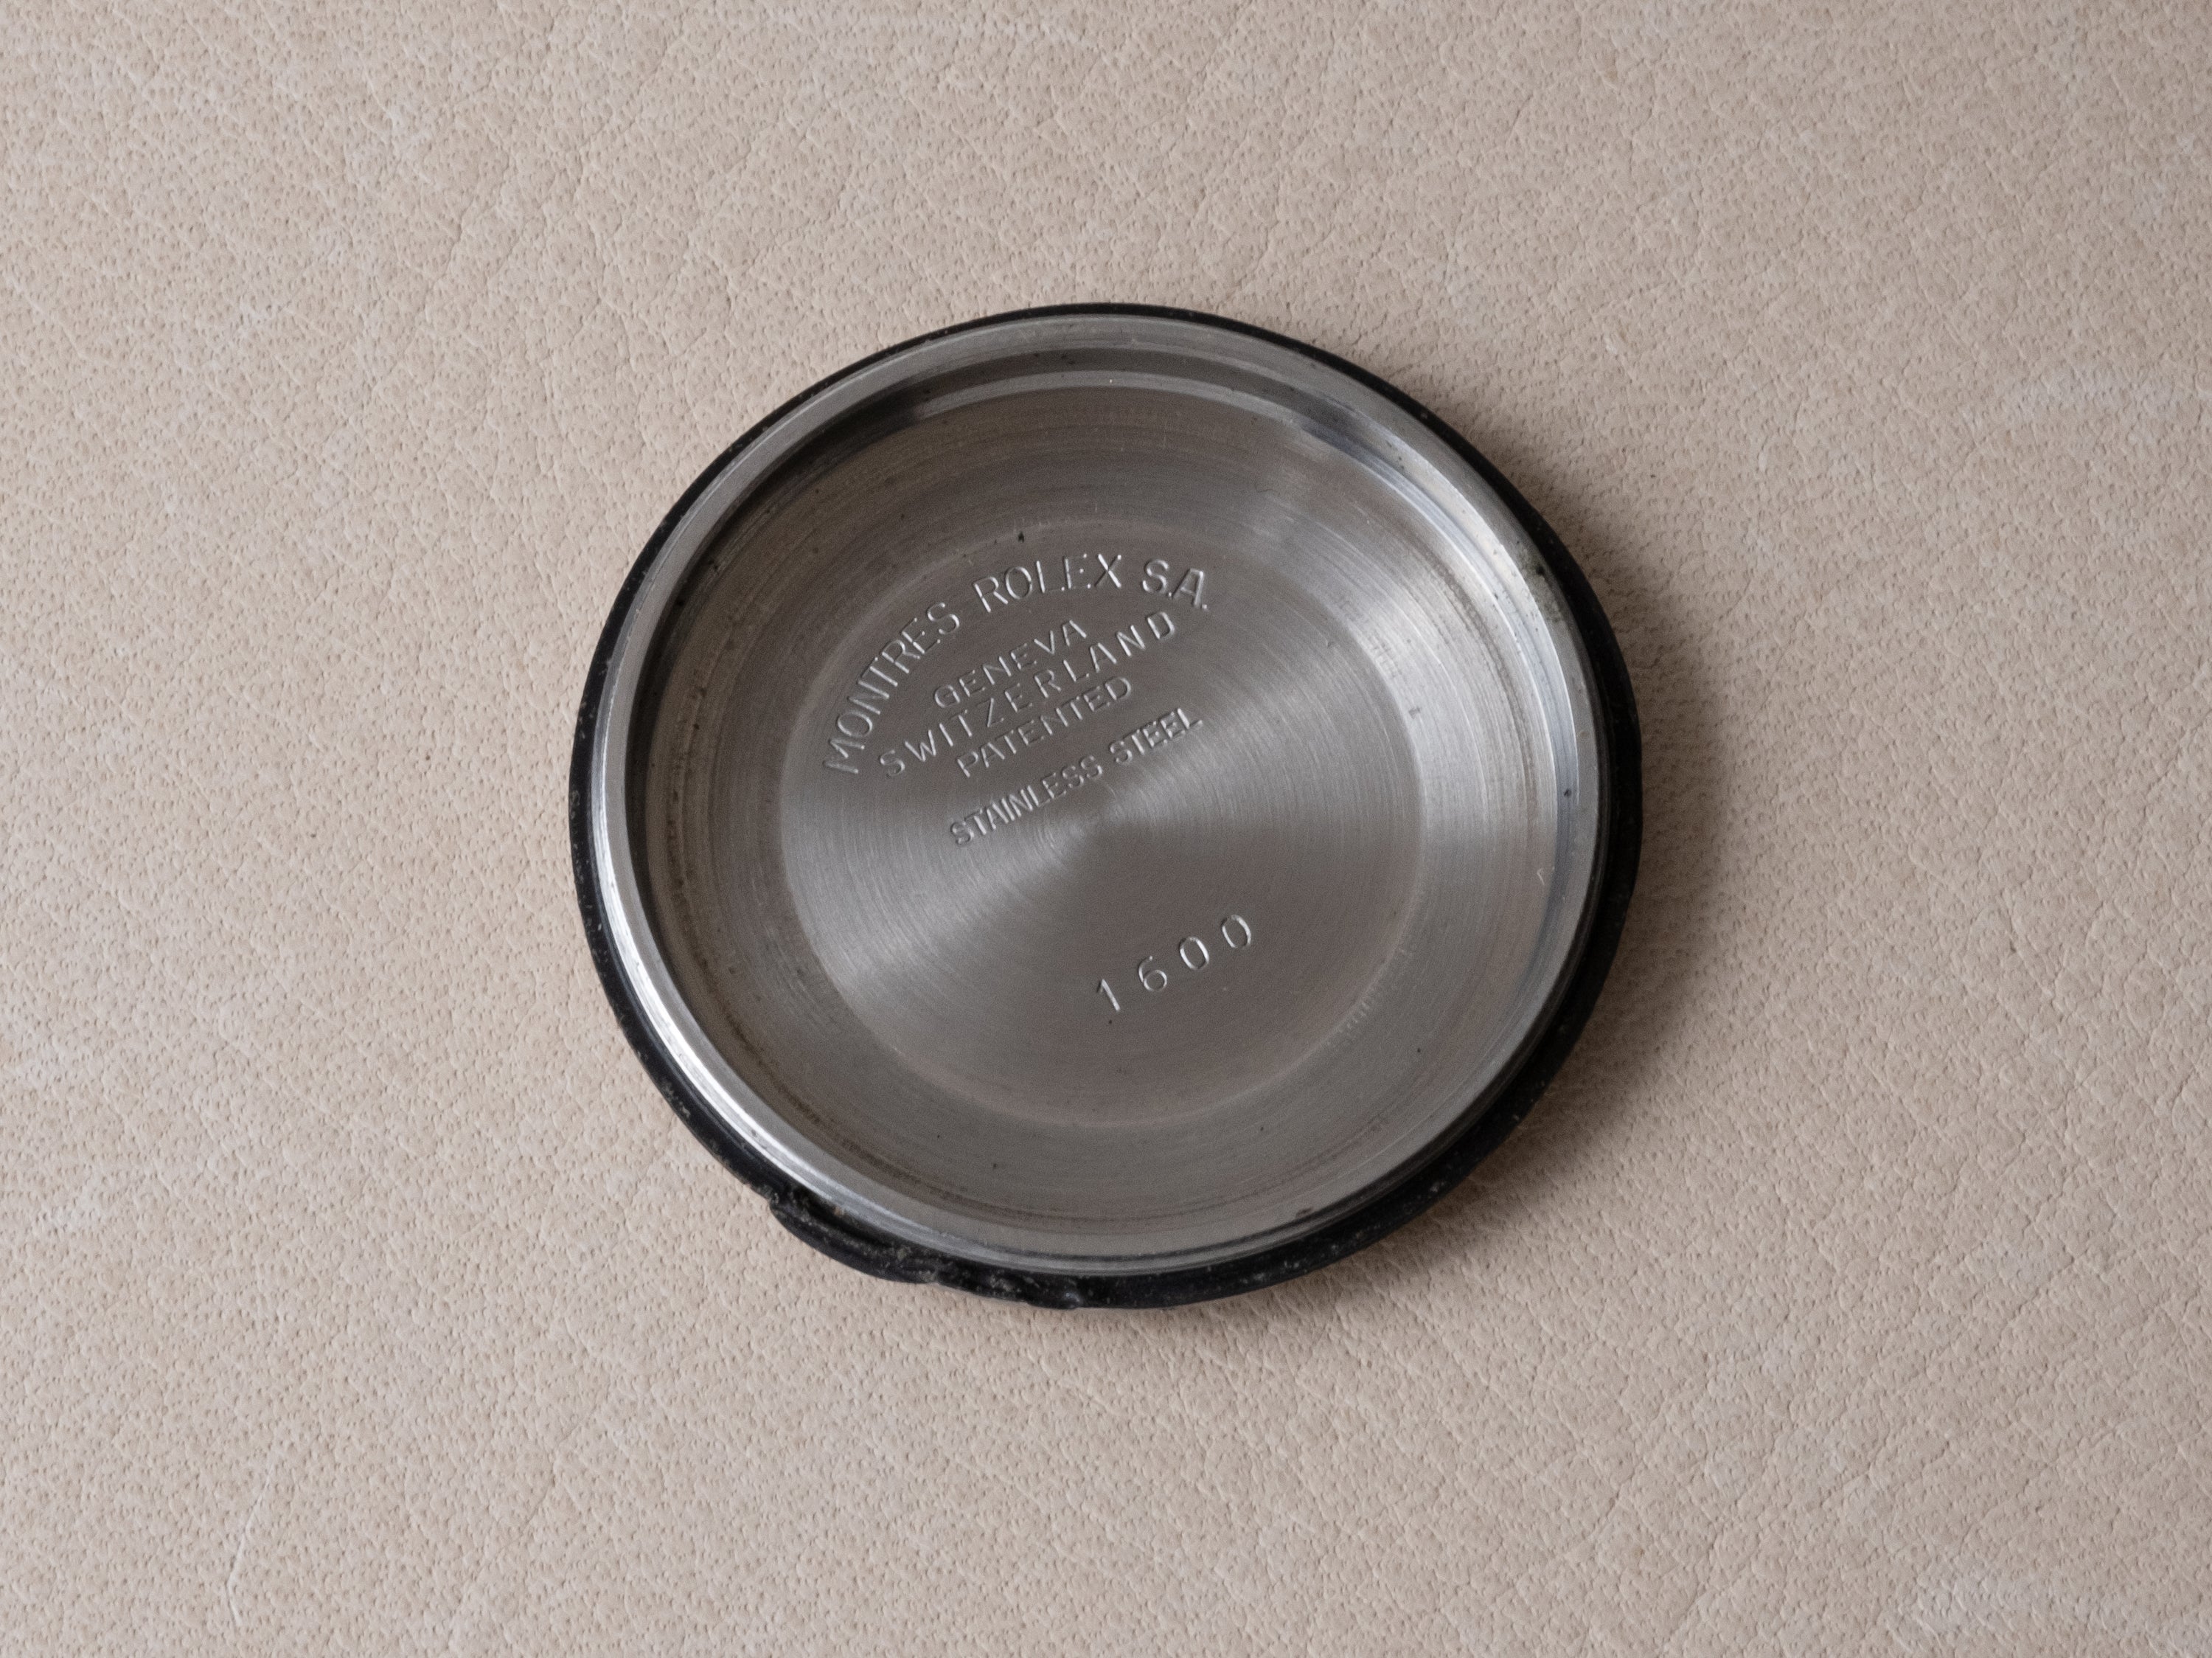 MONTRES ROLEX S.A.
GENEVA
SWITZERLAND
PATENTED
STAINLESS STEEL
1600